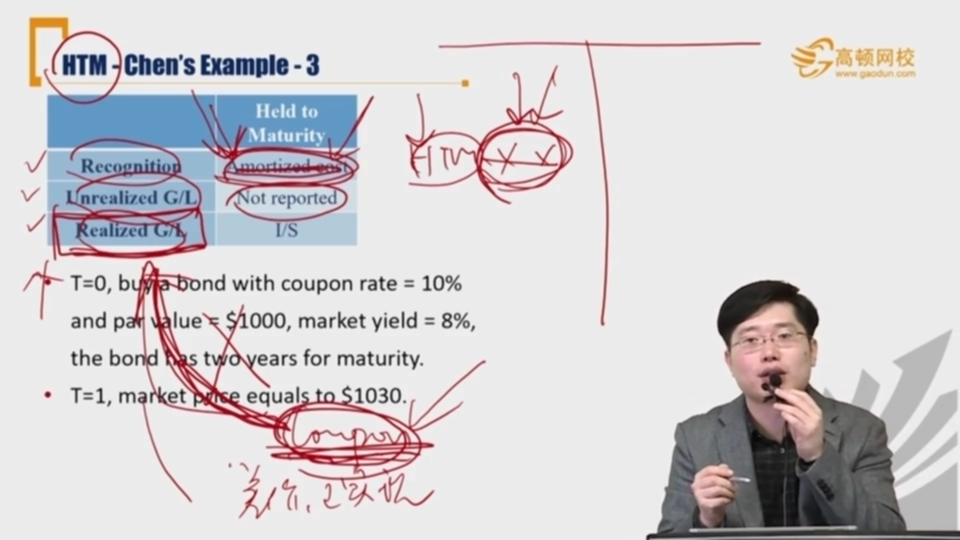 HTM - Chen's Example - 3
高顿网校
www.gaodun.com
Held to
Maturity
Recognition
Amortized cost
Unrealized G/L
Not reported
Realized G/L
I/S
HTM
T=0, buy a bond with coupon rate = 10%
and par value = $1000, market yield = 8%,
the bond has two years for maturity.
T=1, market price equals to $1030.
Coupon